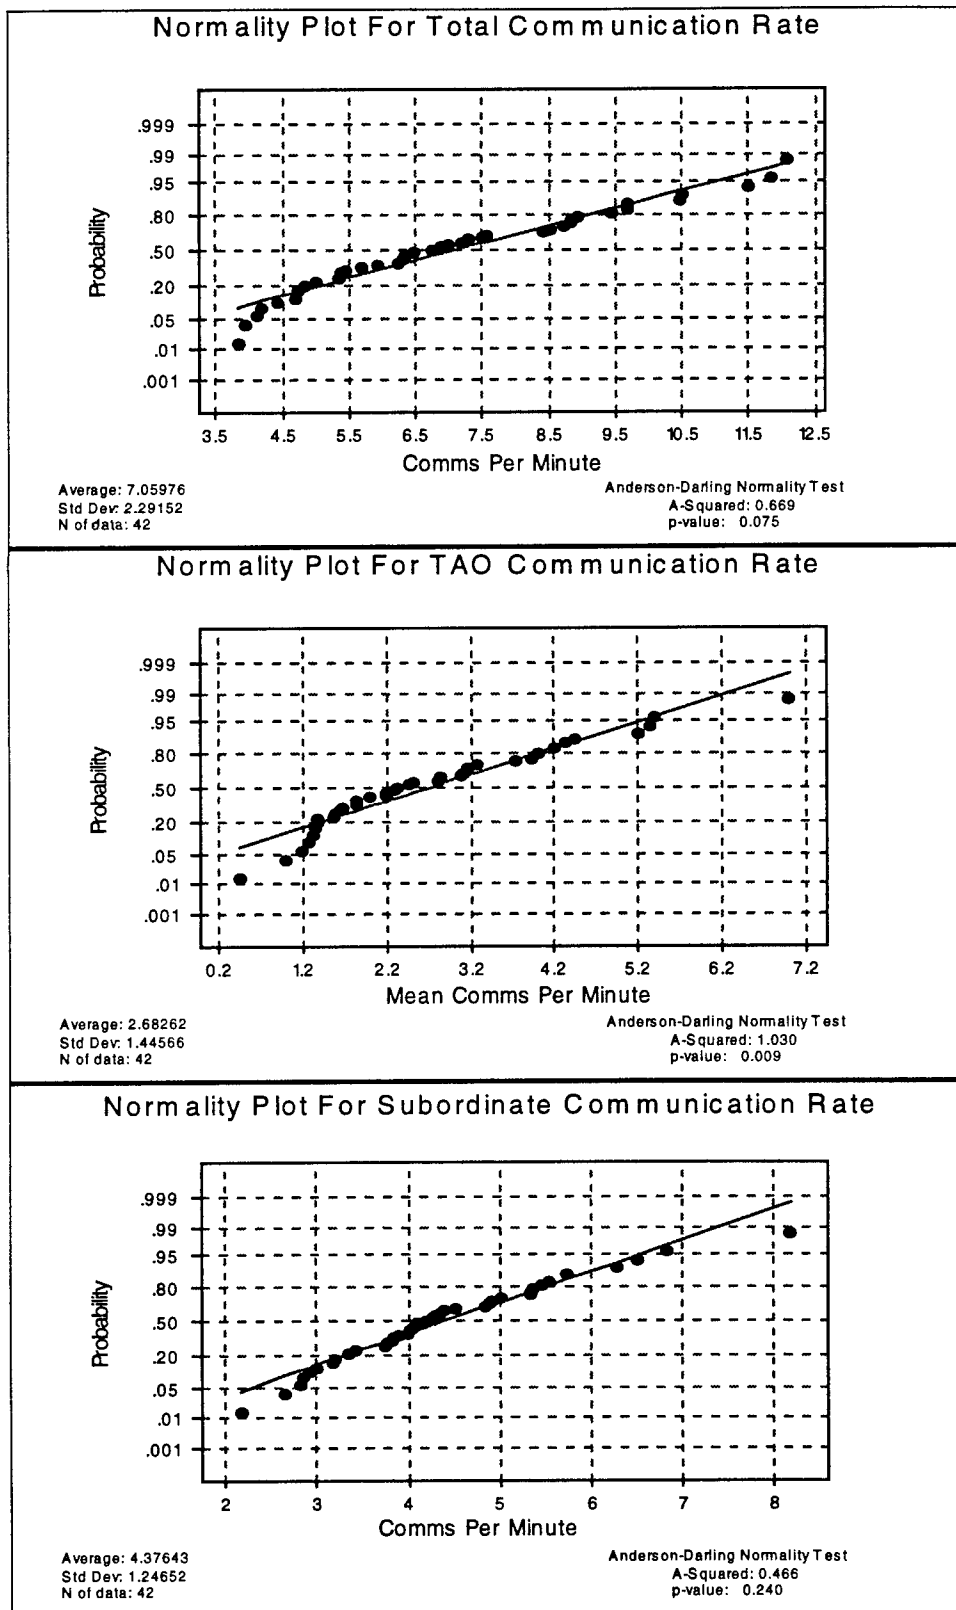 Normality Plot For Total Communication Rate
.999
.99
.95
.80
.50
.20
.05
.01
.001
Probability
3.5 4.5 5.5 6.5 7.5 8.5 9.5 10.5 11.5 12.5
Comms Per Minute
Average: 7.05976
Std Dev: 2.29152
N of data: 42
Anderson-Darling Normality Test
A-Squared: 0.669
p-value: 0.075
Normality Plot For TAO Communication Rate
.999
.99
.95
.80
.50
.20
.05
.01
.001
Probability
0.2 1.2 2.2 3.2 4.2 5.2 6.2 7.2
Mean Comms Per Minute
Average: 2.68262
Std Dev: 1.44566
N of data: 42
Anderson-Darling Normality Test
A-Squared: 1.030
p-value: 0.009
Normality Plot For Subordinate Communication Rate
.999
.99
.95
.80
.50
.20
.05
.01
.001
Probability
2 3 4 5 6 7 8
Comms Per Minute
Average: 4.37643
Std Dev: 1.24652
N of data: 42
Anderson-Darling Normality Test
A-Squared: 0.466
p-value: 0.240